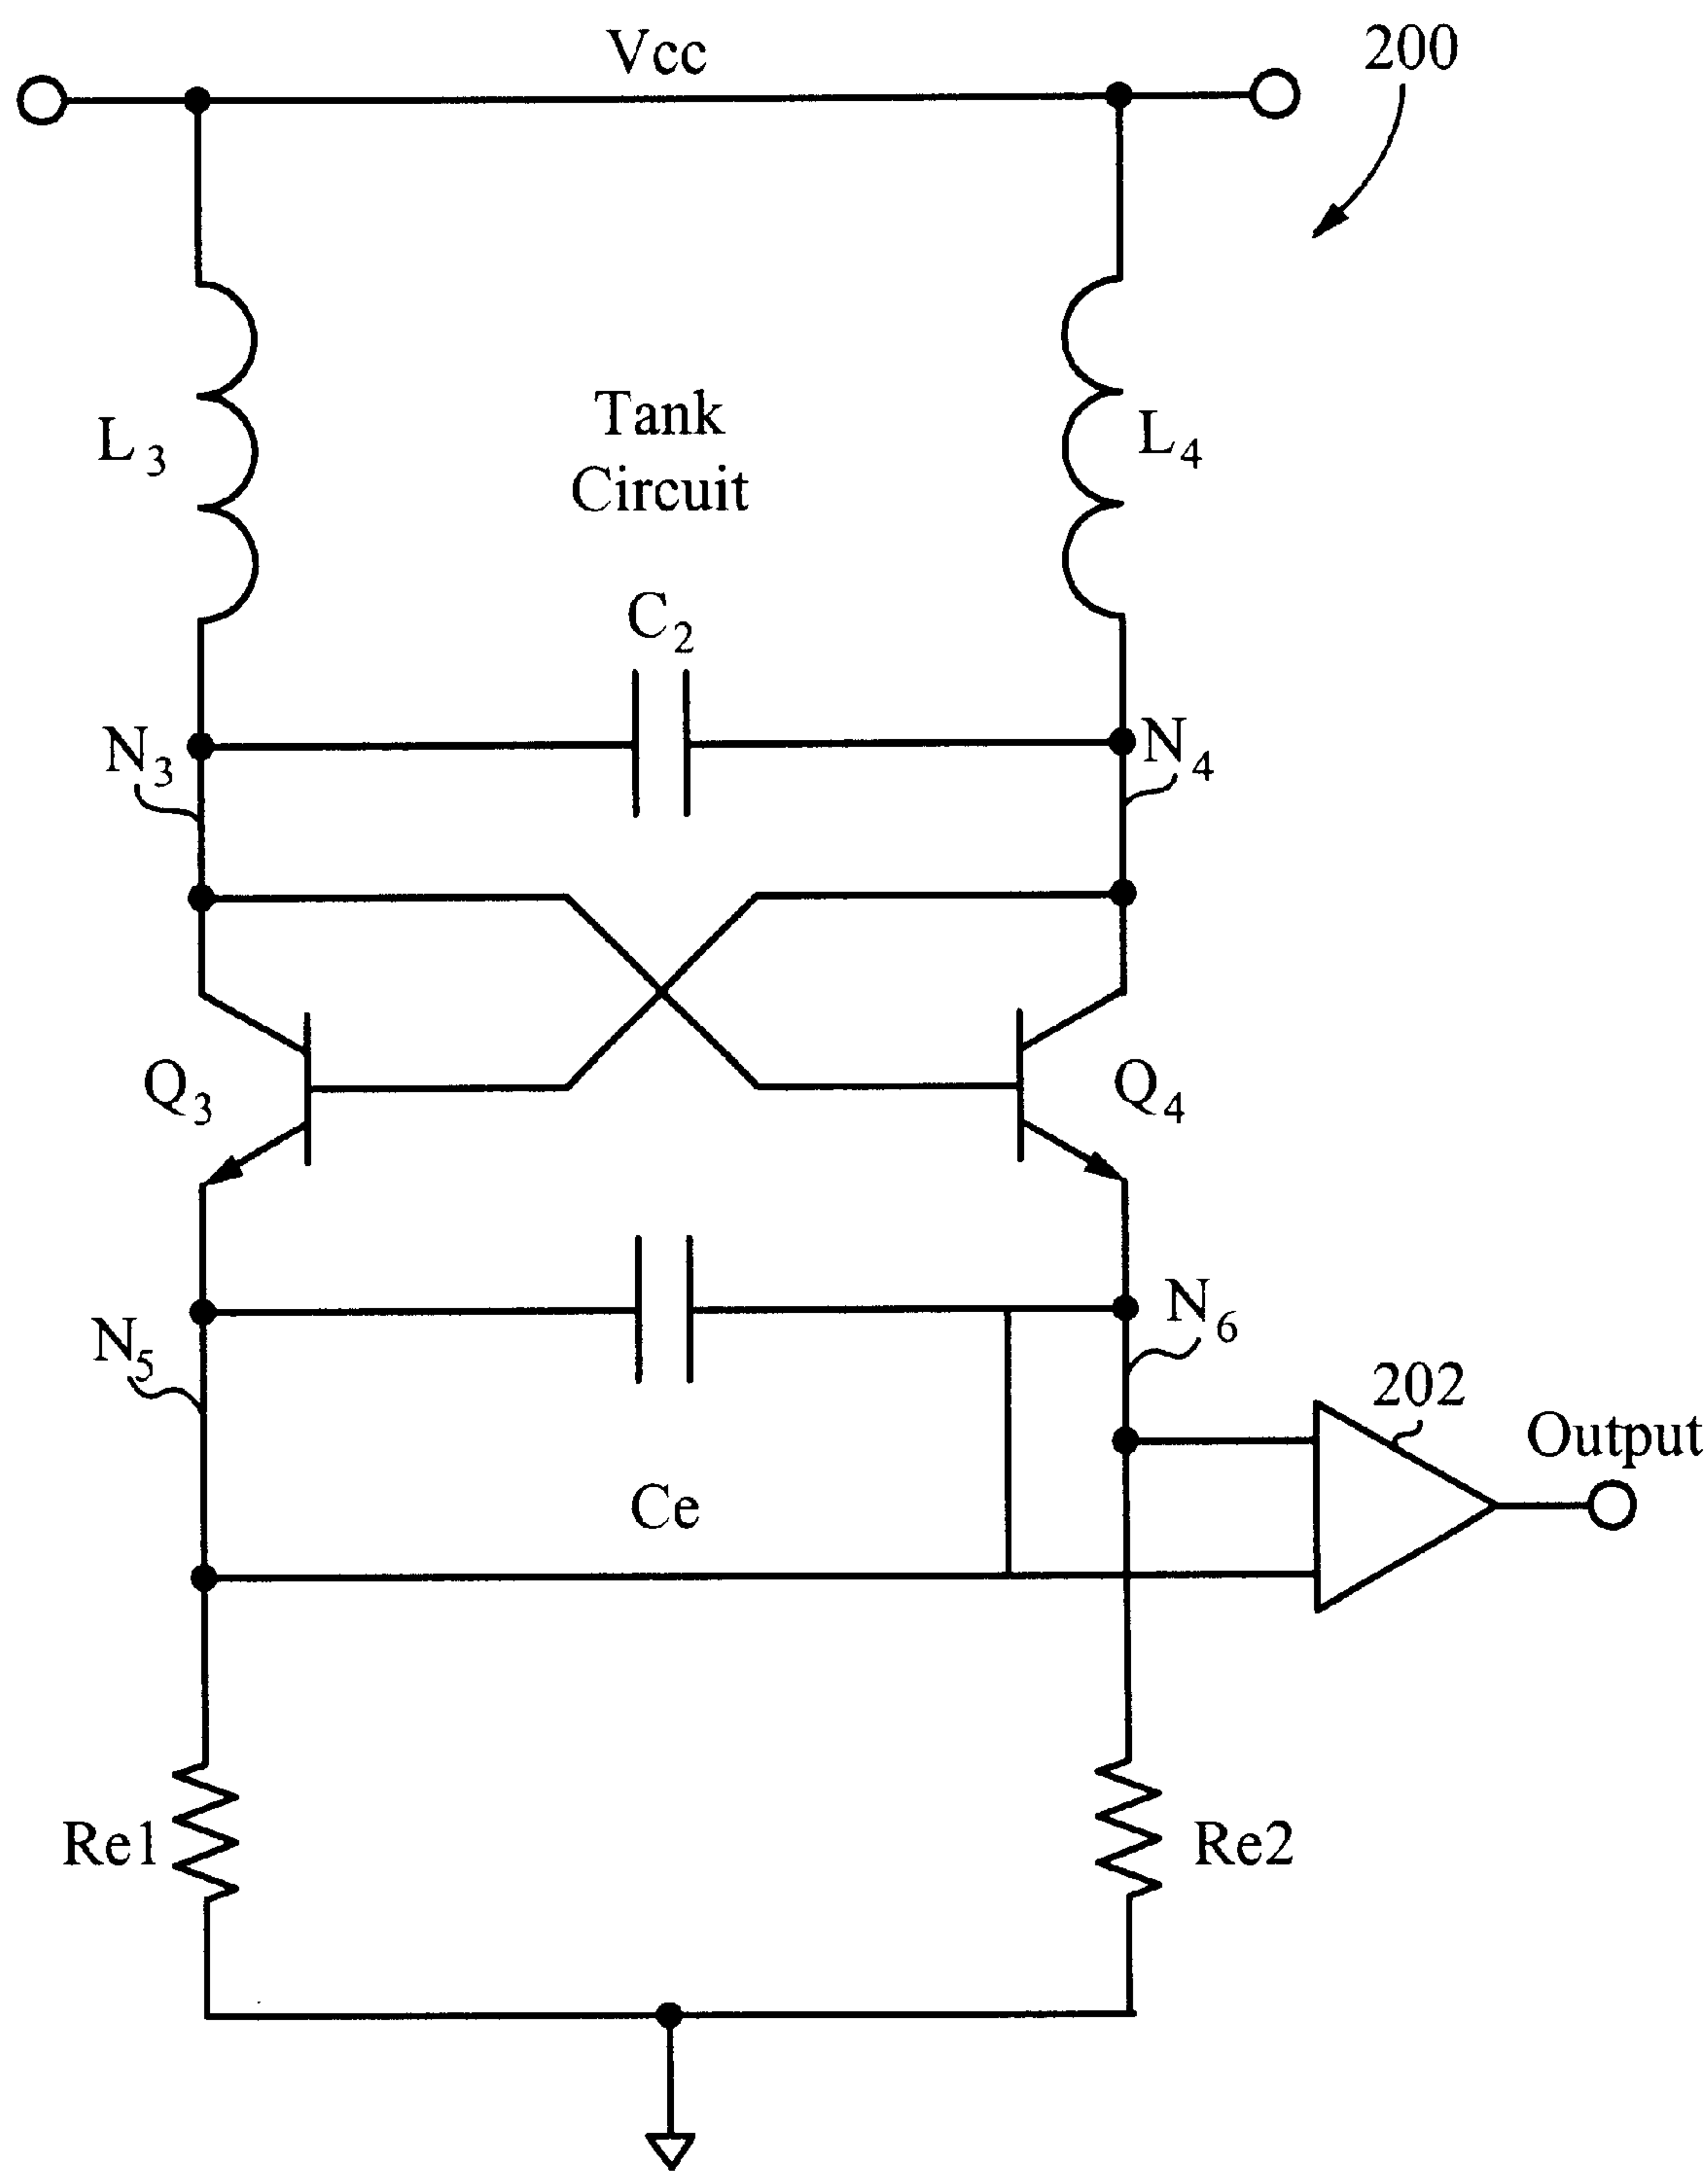 Vcc
200
L3
Tank
Circuit
L4
C2
N3
N4
Q3
Q4
N5
N6
202
Output
Ce
Re1
Re2